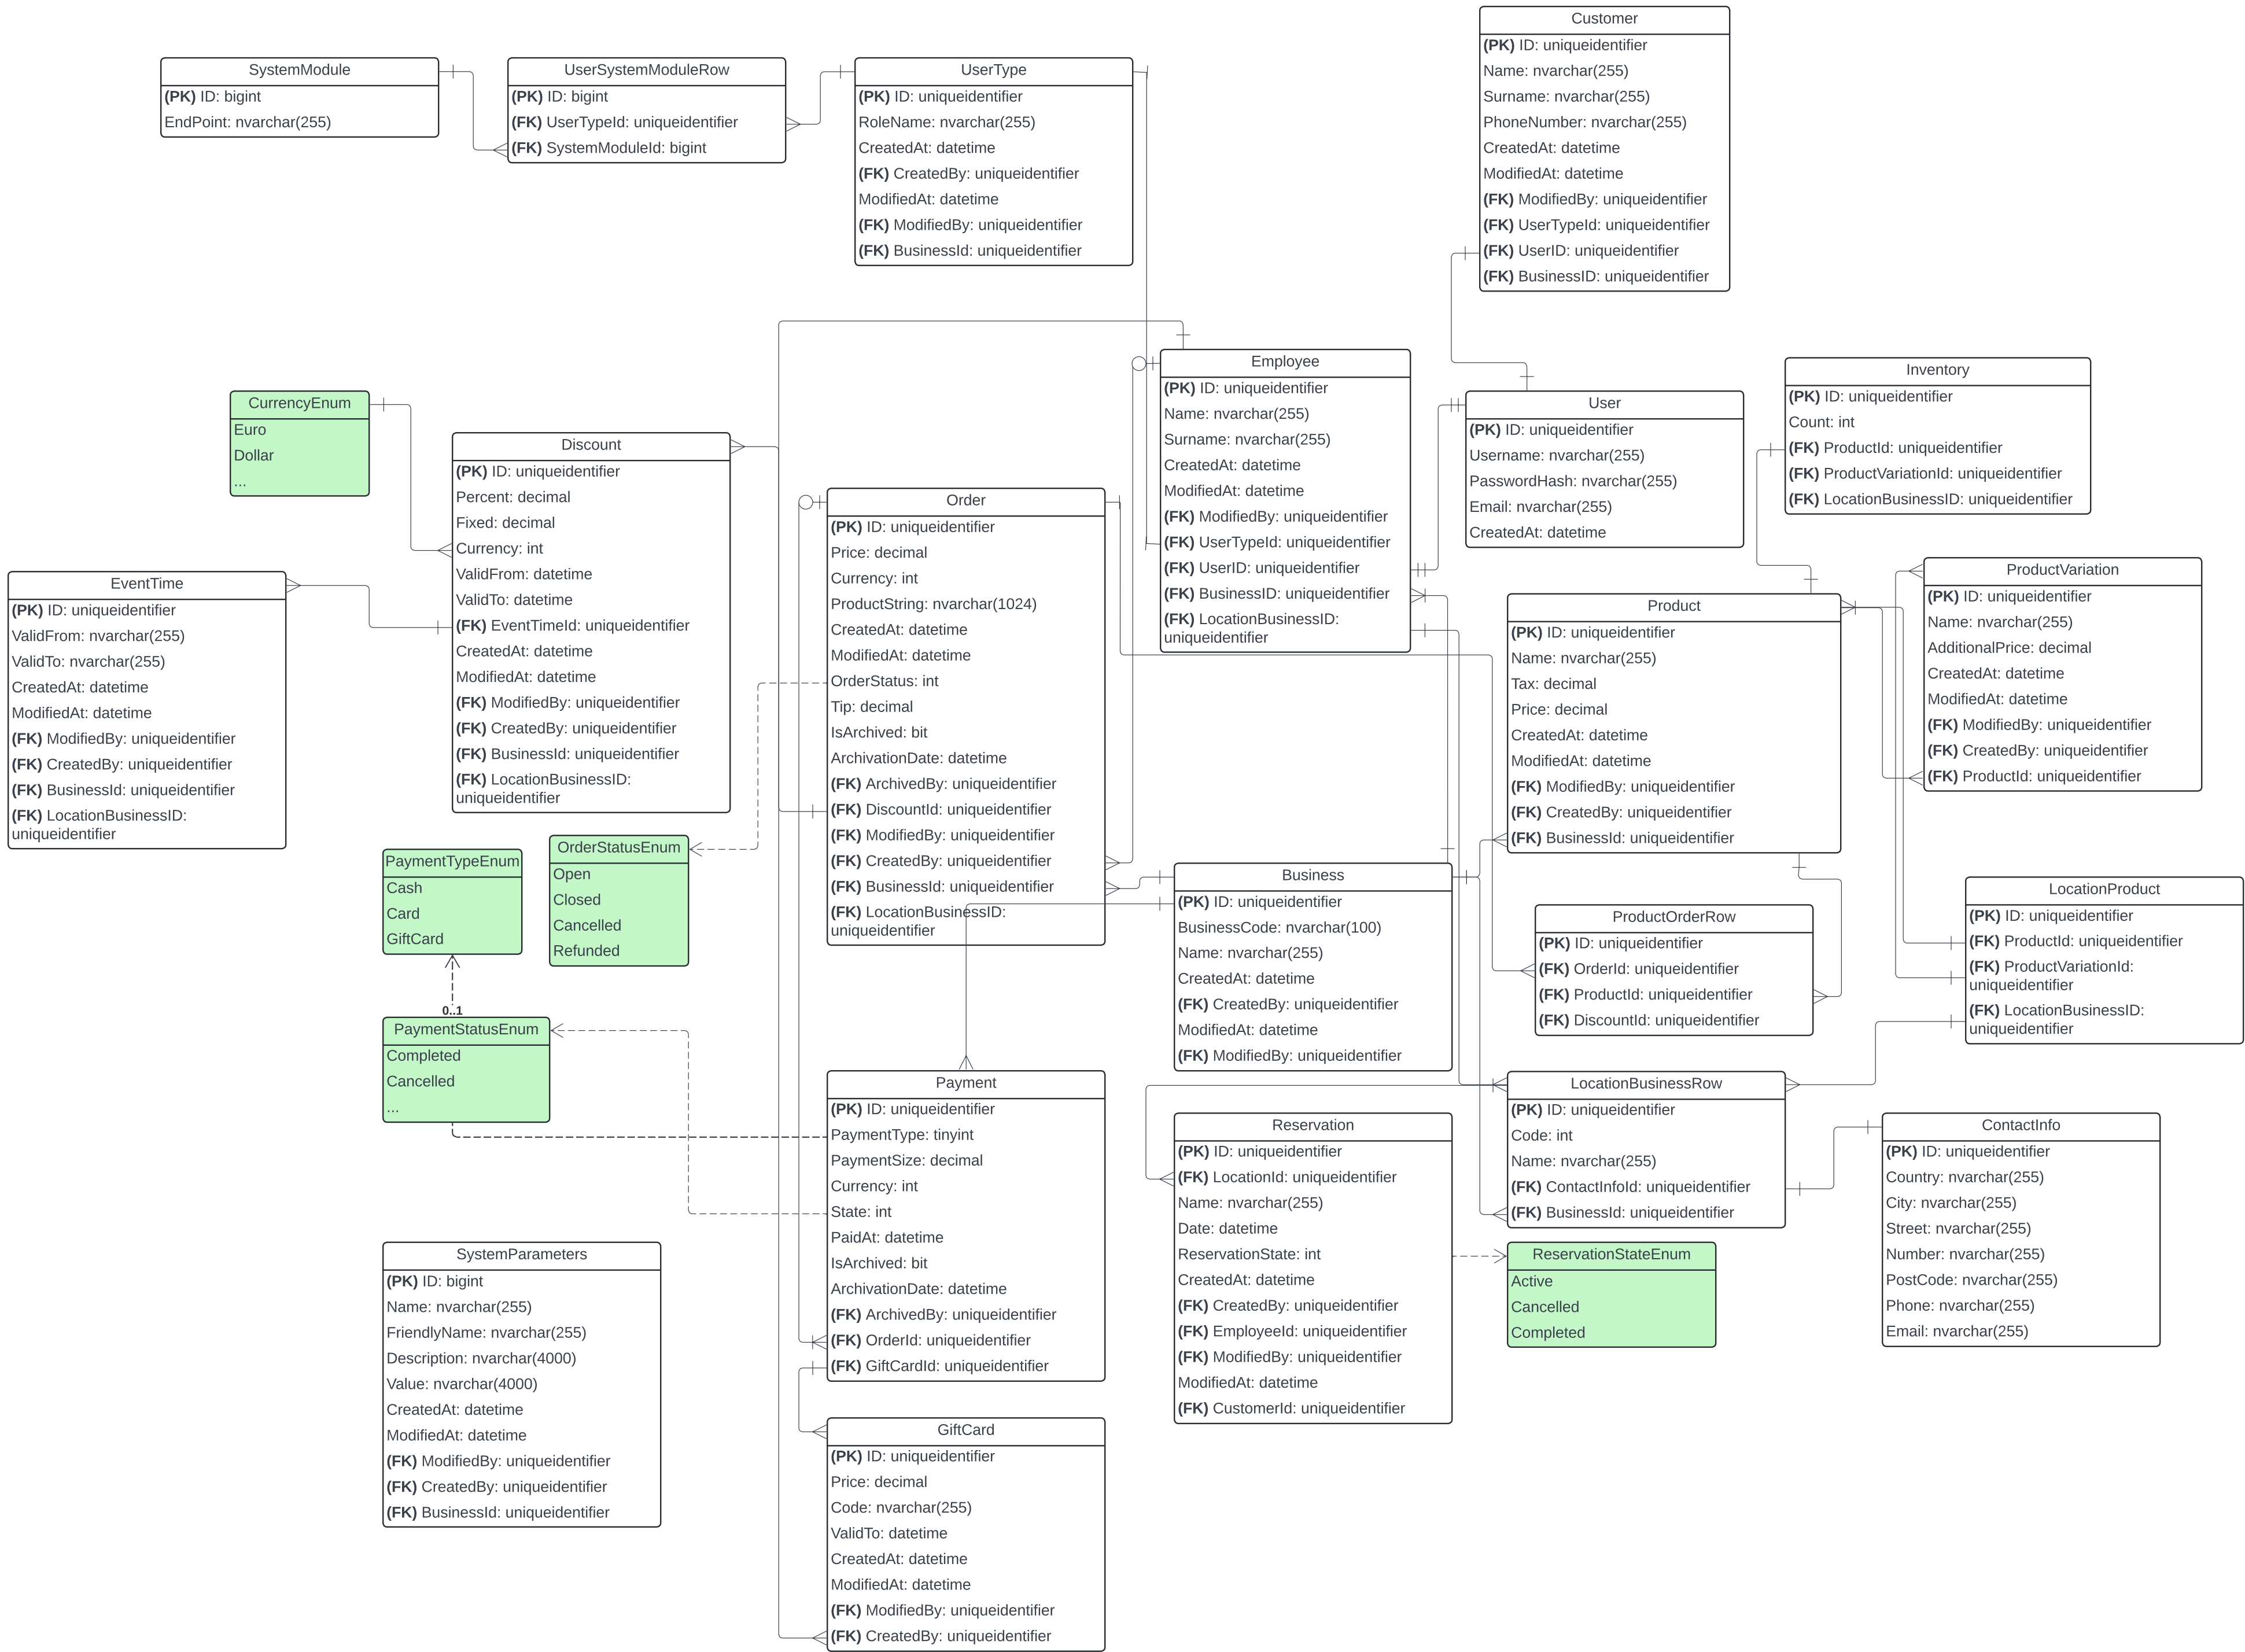 SystemModule
(PK) ID: bigint
EndPoint: nvarchar(255)
UserSystemModuleRow
(PK) ID: bigint
(FK) UserTypeId: uniqueidentifier
(FK) SystemModuleId: bigint
UserType
(PK) ID: uniqueidentifier
RoleName: nvarchar(255)
CreatedAt: datetime
(FK) CreatedBy: uniqueidentifier
ModifiedAt: datetime
(FK) ModifiedBy: uniqueidentifier
(FK) BusinessId: uniqueidentifier
Customer
(PK) ID: uniqueidentifier
Name: nvarchar(255)
Surname: nvarchar(255)
PhoneNumber: nvarchar(255)
CreatedAt: datetime
ModifiedAt: datetime
(FK) ModifiedBy: uniqueidentifier
(FK) UserTypeId: uniqueidentifier
(FK) UserID: uniqueidentifier
(FK) BusinessID: uniqueidentifier
CurrencyEnum
Euro
Dollar
...
Discount
(PK) ID: uniqueidentifier
Percent: decimal
Fixed: decimal
Currency: int
ValidFrom: datetime
ValidTo: datetime
(FK) EventTimeId: uniqueidentifier
CreatedAt: datetime
ModifiedAt: datetime
(FK) ModifiedBy: uniqueidentifier
(FK) CreatedBy: uniqueidentifier
(FK) BusinessId: uniqueidentifier
(FK) LocationBusinessID:
uniqueidentifier
Employee
(PK) ID: uniqueidentifier
Name: nvarchar(255)
Surname: nvarchar(255)
CreatedAt: datetime
ModifiedAt: datetime
(FK) ModifiedBy: uniqueidentifier
(FK) UserTypeId: uniqueidentifier
(FK) UserID: uniqueidentifier
(FK) BusinessID: uniqueidentifier
(FK) LocationBusinessID:
uniqueidentifier
User
(PK) ID: uniqueidentifier
Username: nvarchar(255)
PasswordHash: nvarchar(255)
Email: nvarchar(255)
CreatedAt: datetime
Inventory
(PK) ID: uniqueidentifier
Count: int
(FK) ProductId: uniqueidentifier
(FK) ProductVariationId: uniqueidentifier
(FK) LocationBusinessID: uniqueidentifier
EventTime
(PK) ID: uniqueidentifier
ValidFrom: nvarchar(255)
ValidTo: nvarchar(255)
CreatedAt: datetime
ModifiedAt: datetime
(FK) ModifiedBy: uniqueidentifier
(FK) CreatedBy: uniqueidentifier
(FK) BusinessId: uniqueidentifier
(FK) LocationBusinessID:
uniqueidentifier
Order
(PK) ID: uniqueidentifier
Price: decimal
Currency: int
ProductString: nvarchar(1024)
CreatedAt: datetime
ModifiedAt: datetime
OrderStatus: int
Tip: decimal
IsArchived: bit
ArchivationDate: datetime
(FK) ArchivedBy: uniqueidentifier
(FK) DiscountId: uniqueidentifier
(FK) ModifiedBy: uniqueidentifier
(FK) CreatedBy: uniqueidentifier
(FK) BusinessId: uniqueidentifier
(FK) LocationBusinessID:
uniqueidentifier
Product
(PK) ID: uniqueidentifier
Name: nvarchar(255)
Tax: decimal
Price: decimal
CreatedAt: datetime
ModifiedAt: datetime
(FK) ModifiedBy: uniqueidentifier
(FK) CreatedBy: uniqueidentifier
(FK) BusinessId: uniqueidentifier
ProductVariation
(PK) ID: uniqueidentifier
Name: nvarchar(255)
AdditionalPrice: decimal
CreatedAt: datetime
ModifiedAt: datetime
(FK) ModifiedBy: uniqueidentifier
(FK) CreatedBy: uniqueidentifier
(FK) ProductId: uniqueidentifier
PaymentTypeEnum
Cash
Card
GiftCard
OrderStatusEnum
Open
Closed
Cancelled
Refunded
Business
(PK) ID: uniqueidentifier
BusinessCode: nvarchar(100)
Name: nvarchar(255)
CreatedAt: datetime
(FK) CreatedBy: uniqueidentifier
ModifiedAt: datetime
(FK) ModifiedBy: uniqueidentifier
ProductOrderRow
(PK) ID: uniqueidentifier
(FK) OrderId: uniqueidentifier
(FK) ProductId: uniqueidentifier
(FK) DiscountId: uniqueidentifier
LocationProduct
(PK) ID: uniqueidentifier
(FK) ProductId: uniqueidentifier
(FK) ProductVariationId:
uniqueidentifier
(FK) LocationBusinessID:
uniqueidentifier
0..1
PaymentStatusEnum
Completed
Cancelled
...
Payment
(PK) ID: uniqueidentifier
PaymentType: tinyint
PaymentSize: decimal
Currency: int
State: int
PaidAt: datetime
IsArchived: bit
ArchivationDate: datetime
(FK) ArchivedBy: uniqueidentifier
(FK) OrderId: uniqueidentifier
(FK) GiftCardId: uniqueidentifier
Reservation
(PK) ID: uniqueidentifier
(FK) LocationId: uniqueidentifier
Name: nvarchar(255)
Date: datetime
ReservationState: int
CreatedAt: datetime
(FK) CreatedBy: uniqueidentifier
(FK) EmployeeId: uniqueidentifier
(FK) ModifiedBy: uniqueidentifier
ModifiedAt: datetime
(FK) CustomerId: uniqueidentifier
LocationBusinessRow
(PK) ID: uniqueidentifier
Code: int
Name: nvarchar(255)
(FK) ContactInfoId: uniqueidentifier
(FK) BusinessId: uniqueidentifier
ContactInfo
(PK) ID: uniqueidentifier
Country: nvarchar(255)
City: nvarchar(255)
Street: nvarchar(255)
Number: nvarchar(255)
PostCode: nvarchar(255)
Phone: nvarchar(255)
Email: nvarchar(255)
ReservationStateEnum
Active
Cancelled
Completed
SystemParameters
(PK) ID: bigint
Name: nvarchar(255)
FriendlyName: nvarchar(255)
Description: nvarchar(4000)
Value: nvarchar(4000)
CreatedAt: datetime
ModifiedAt: datetime
(FK) ModifiedBy: uniqueidentifier
(FK) CreatedBy: uniqueidentifier
(FK) BusinessId: uniqueidentifier
GiftCard
(PK) ID: uniqueidentifier
Price: decimal
Code: nvarchar(255)
ValidTo: datetime
CreatedAt: datetime
ModifiedAt: datetime
(FK) ModifiedBy: uniqueidentifier
(FK) CreatedBy: uniqueidentifier